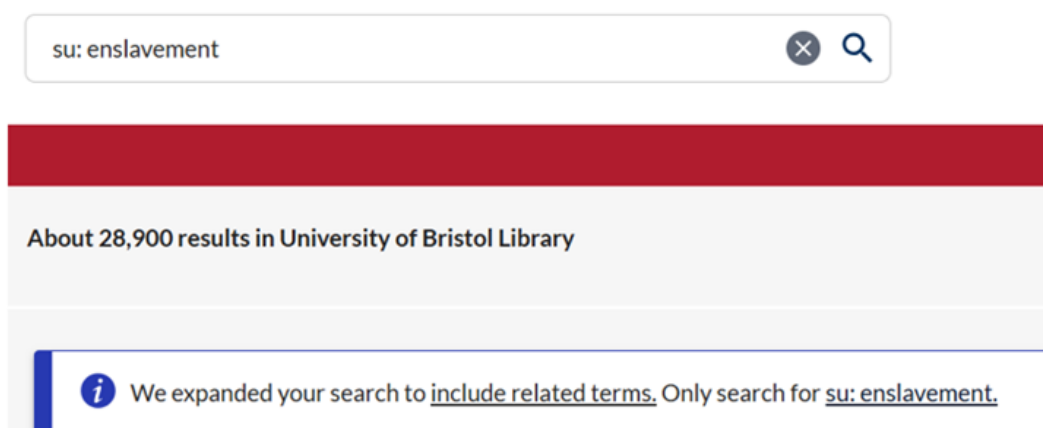 su: enslavement
About 28,900 results in University of Bristol Library
We expanded your search to include related terms. Only search for su: enslavement.